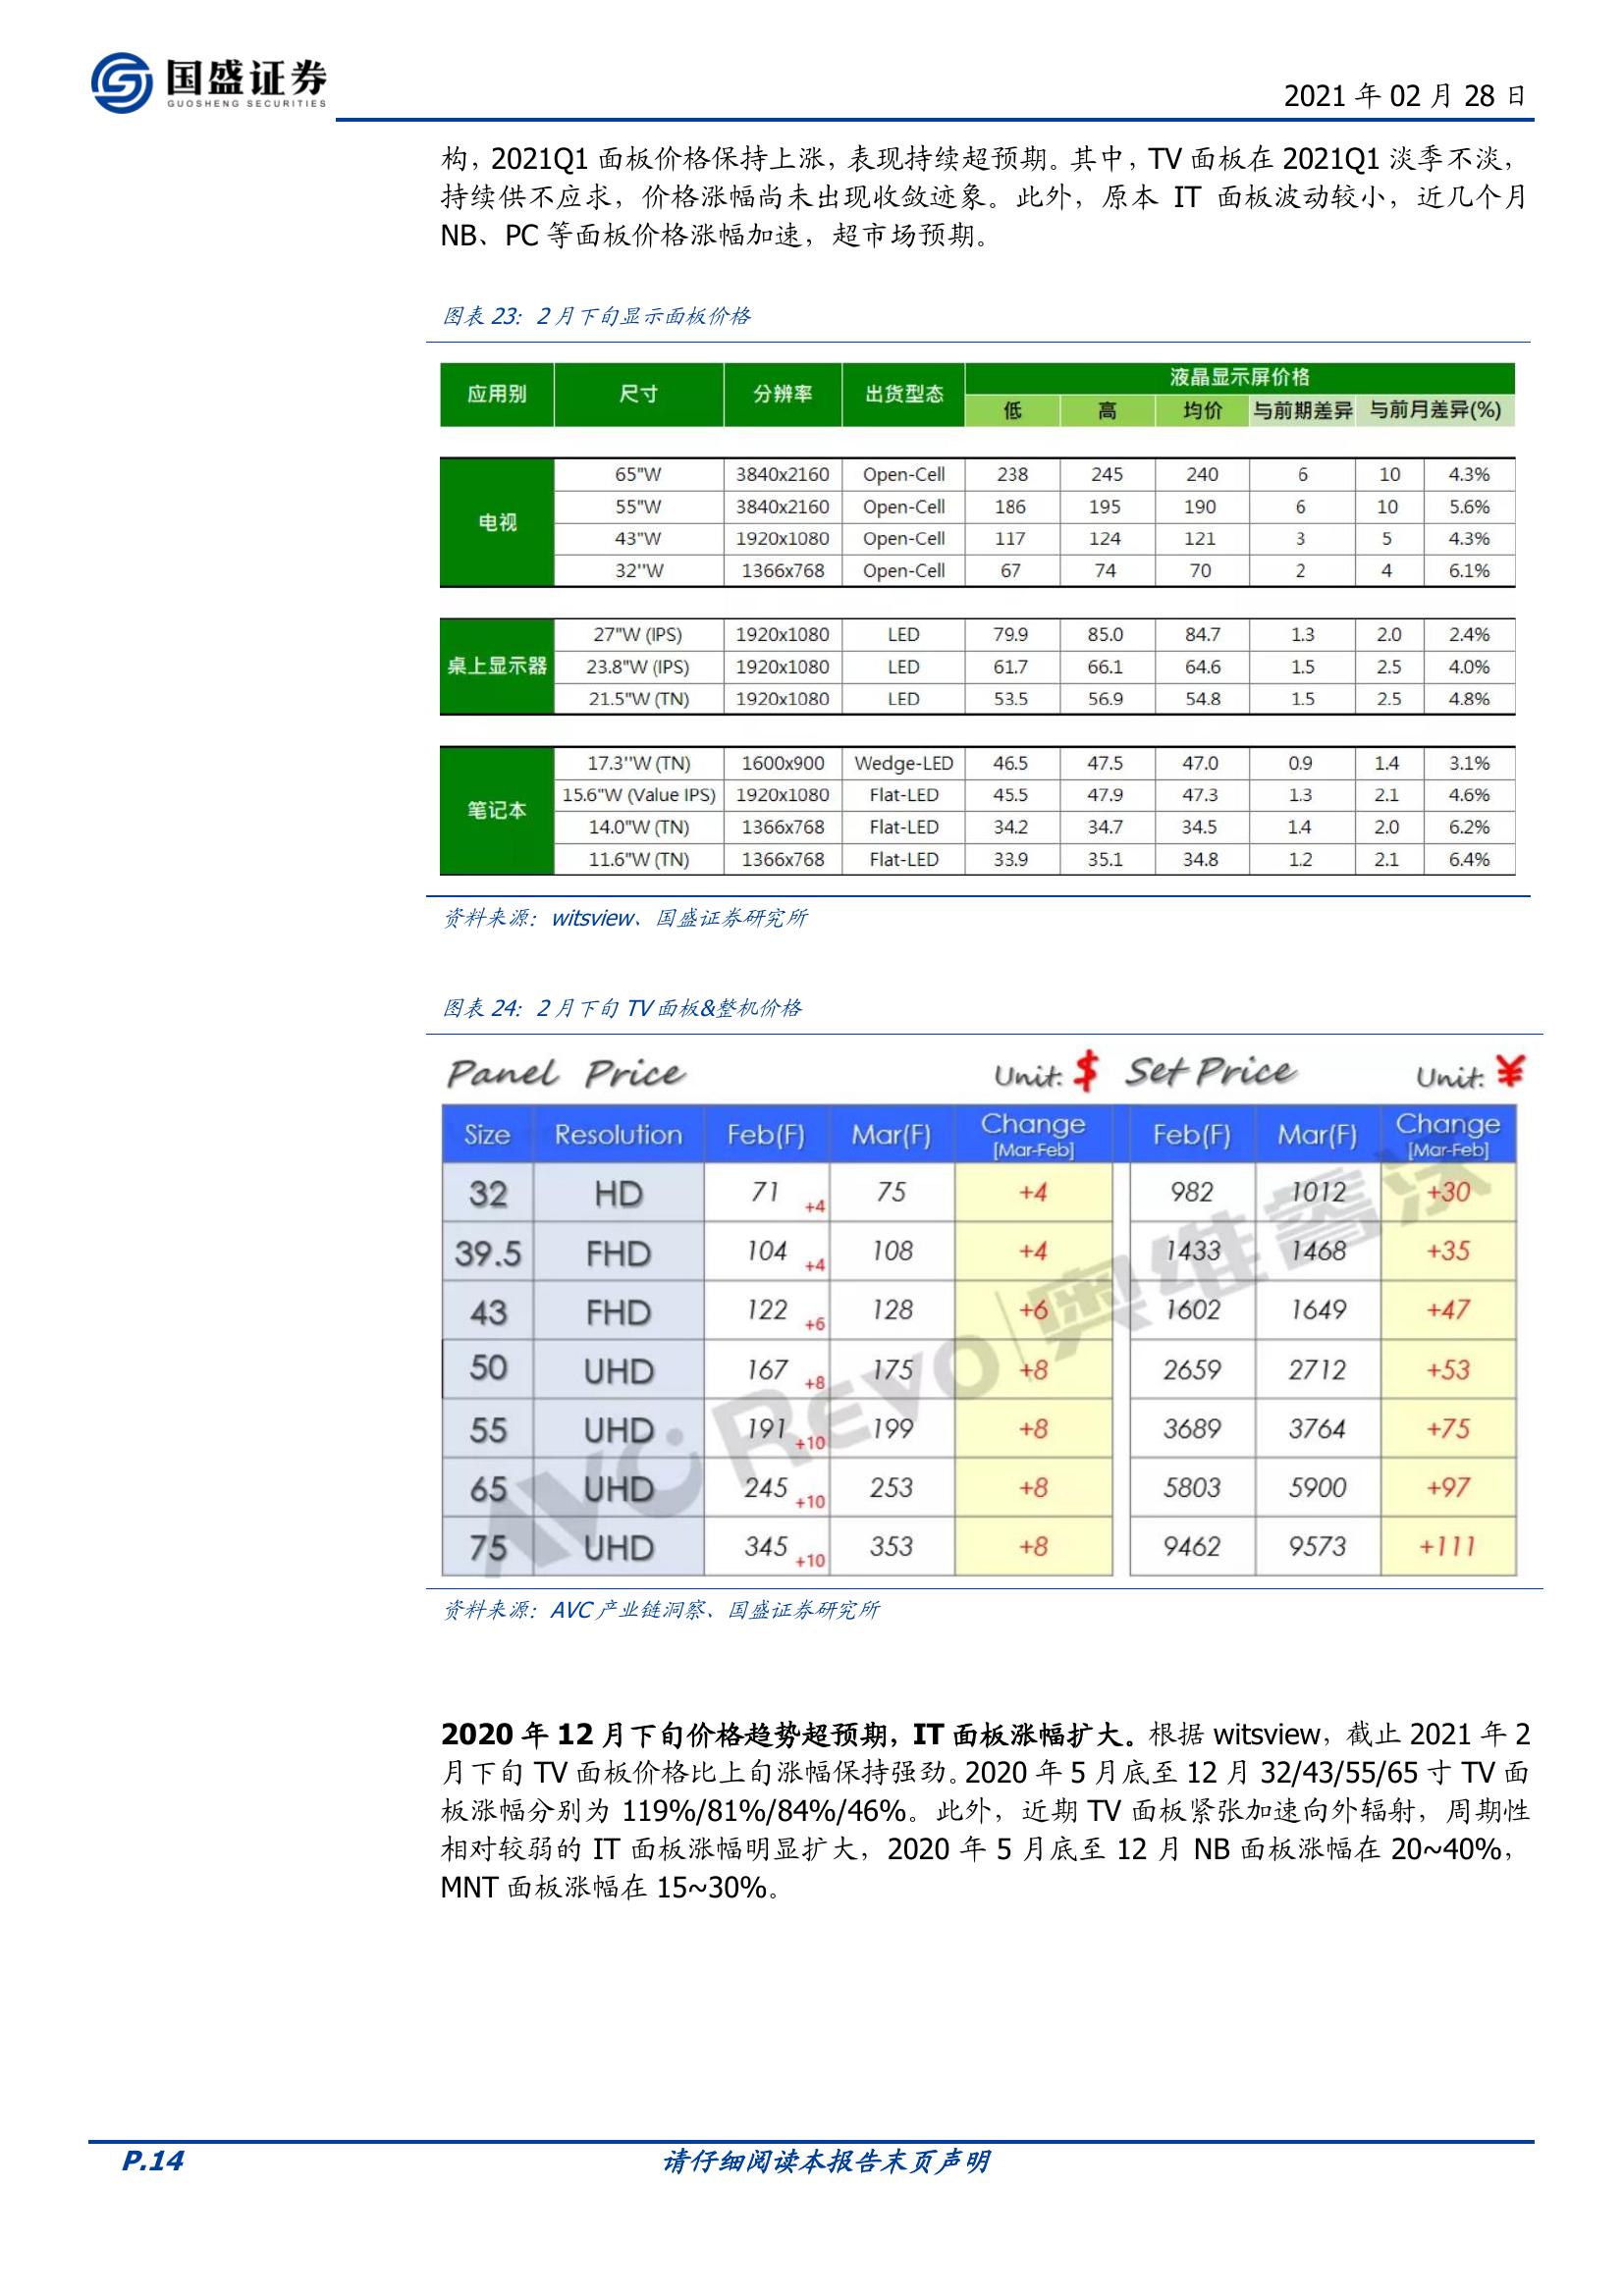 国盛证券
GUOSHENG SECURITIES
2021 年 02 月 28 日
构，2021Q1 面板价格保持上涨，表现持续超预期。其中，TV 面板在 2021Q1 淡季不淡，
持续供不应求，价格涨幅尚未出现收敛迹象。此外，原本 IT 面板波动较小，近几个月
NB、PC 等面板价格涨幅加速，超市场预期。
图表 23：2 月下旬显示面板价格
应用别 尺寸 分辨率 出货型态 液晶显示屏价格
低 高 均价 与前期差异 与前月差异(%)
电视
65"W 3840x2160 Open-Cell 238 245 240 6 10 4.3%
55"W 3840x2160 Open-Cell 186 195 190 6 10 5.6%
43"W 1920x1080 Open-Cell 117 124 121 3 5 4.3%
32''W 1366x768 Open-Cell 67 74 70 2 4 6.1%
桌上显示器
27"W (IPS) 1920x1080 LED 79.9 85.0 84.7 1.3 2.0 2.4%
23.8"W (IPS) 1920x1080 LED 61.7 66.1 64.6 1.5 2.5 4.0%
21.5"W (TN) 1920x1080 LED 53.5 56.9 54.8 1.5 2.5 4.8%
笔记本
17.3''W (TN) 1600x900 Wedge-LED 46.5 47.5 47.0 0.9 1.4 3.1%
15.6"W (Value IPS) 1920x1080 Flat-LED 45.5 47.9 47.3 1.3 2.1 4.6%
14.0"W (TN) 1366x768 Flat-LED 34.2 34.7 34.5 1.4 2.0 6.2%
11.6"W (TN) 1366x768 Flat-LED 33.9 35.1 34.8 1.2 2.1 6.4%
资料来源：witsview、国盛证券研究所
图表 24：2 月下旬 TV 面板&整机价格
Panel Price Unit: $ Set Price Unit: ¥
Size Resolution Feb(F) Mar(F) Change [Mar-Feb] Feb(F) Mar(F) Change [Mar-Feb]
32 HD 71 +4 75 +4 982 1012 +30
39.5 FHD 104 +4 108 +4 1433 1468 +35
43 FHD 122 +6 128 +6 1602 1649 +47
50 UHD 167 +8 175 +8 2659 2712 +53
55 UHD 191 +10 199 +8 3689 3764 +75
65 UHD 245 +10 253 +8 5803 5900 +97
75 UHD 345 +10 353 +8 9462 9573 +111
AVC Revo 奥维睿沃
资料来源：AVC 产业链洞察、国盛证券研究所
2020 年 12 月下旬价格趋势超预期，IT 面板涨幅扩大。根据 witsview，截止 2021 年 2
月下旬 TV 面板价格比上旬涨幅保持强劲。2020 年 5 月底至 12 月 32/43/55/65 寸 TV 面
板涨幅分别为 119%/81%/84%/46%。此外，近期 TV 面板紧张加速向外辐射，周期性
相对较弱的 IT 面板涨幅明显扩大，2020 年 5 月底至 12 月 NB 面板涨幅在 20~40%，
MNT 面板涨幅在 15~30%。
P.14 请仔细阅读本报告末页声明